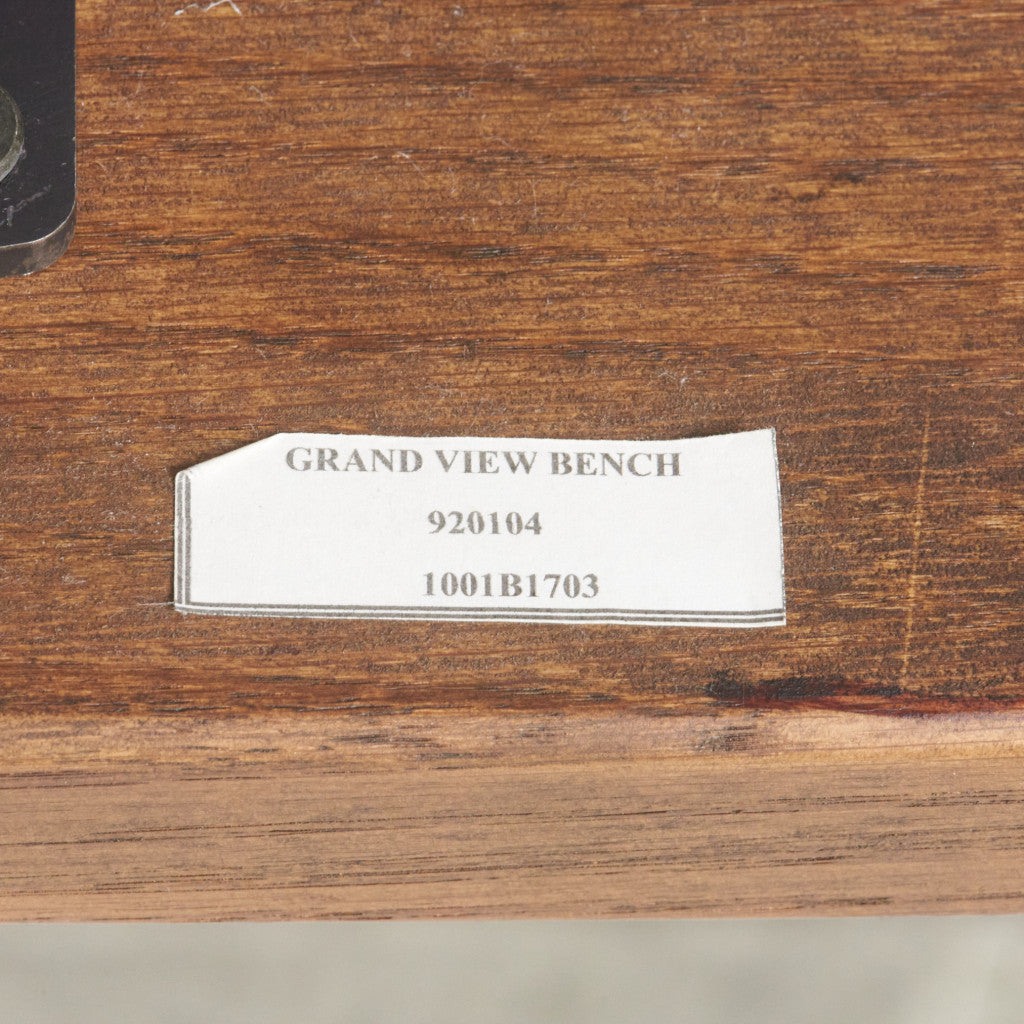 GRAND VIEW BENCH
920104
1001B1703